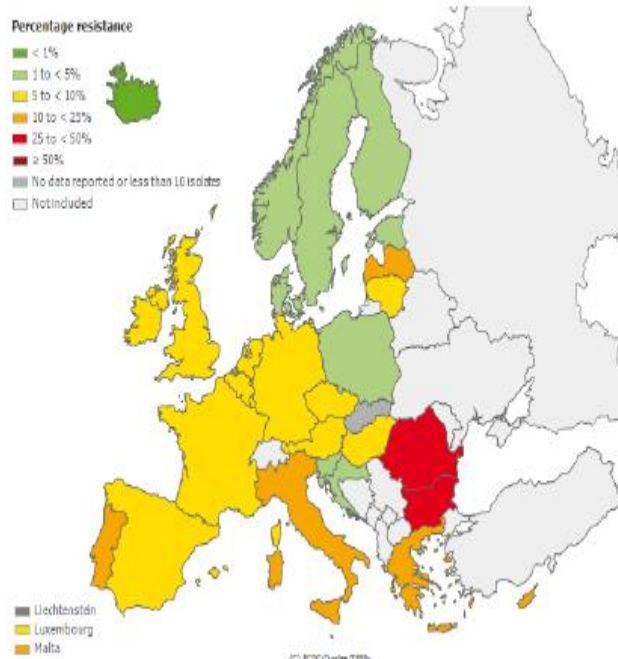 Percentage resistance
< 1%
1 to < 5%
5 to < 10%
10 to < 25%
25 to < 50%
≥ 50%
No data reported or less than 10 isolates
Not included
Liechtenstein
Luxembourg
Malta